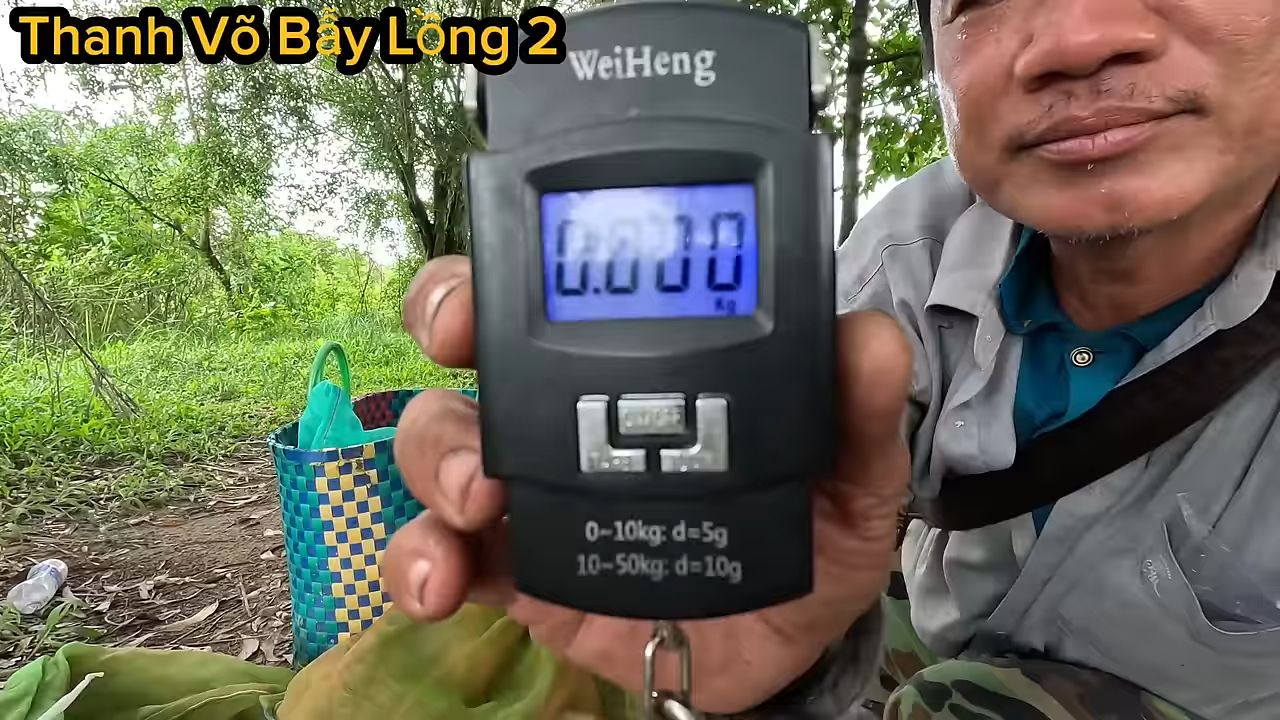 Thanh Võ Bẫy Lồng 2
WeiHeng
0.000
Kg
0~10kg: d=5g
10~50kg: d=10g